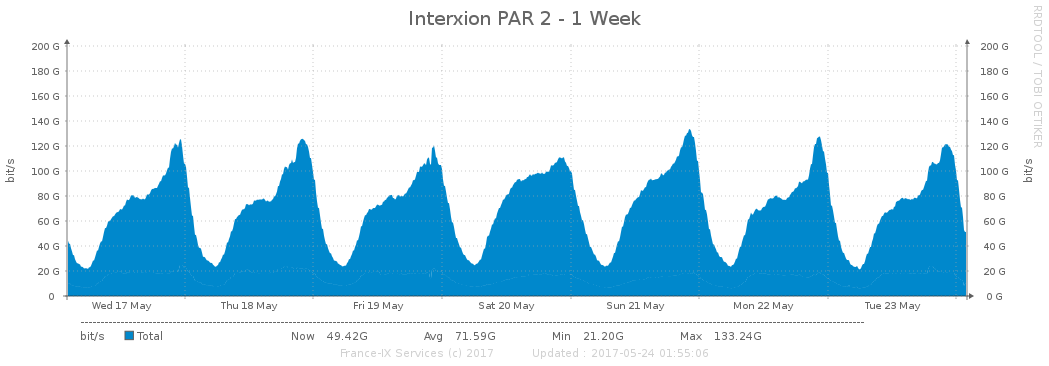 Interxion PAR 2 - 1 Week
RRDTOOL / TOBI OETIKER
200 G 200 G
180 G 180 G
160 G 160 G
140 G 140 G
120 G 120 G
100 G 100 G
80 G 80 G
60 G 60 G
40 G 40 G
20 G 20 G
0 0 G
bit/s bit/s
Wed 17 May Thu 18 May Fri 19 May Sat 20 May Sun 21 May Mon 22 May Tue 23 May
bit/s Total Now 49.42G Avg 71.59G Min 21.20G Max 133.24G
France-IX Services (c) 2017 Updated : 2017-05-24 01:55:06